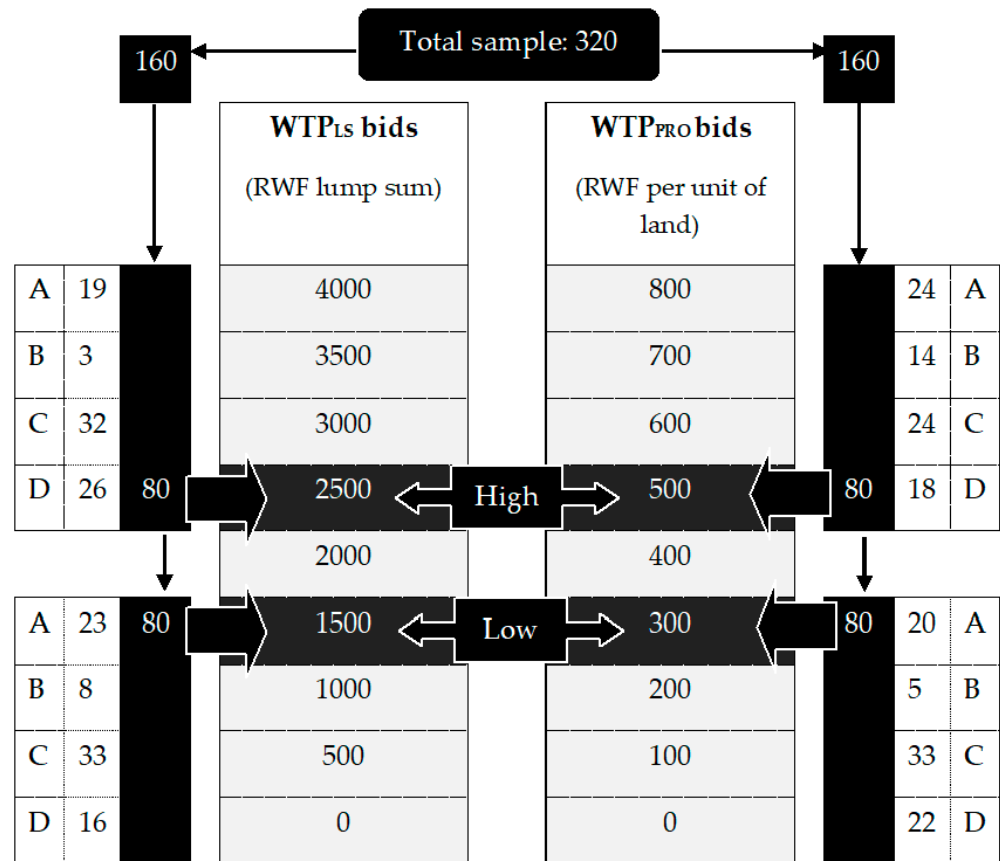 Total sample: 320
160 160
WTPLS bids WTPPRO bids
(RWF lump sum) (RWF per unit of
land)
A 19 4000 800 24 A
B 3 3500 700 14 B
C 32 3000 600 24 C
D 26 80 2500 High 500 80 18 D
2000 400
A 23 80 1500 Low 300 80 20 A
B 8 1000 200 5 B
C 33 500 100 33 C
D 16 0 0 22 D